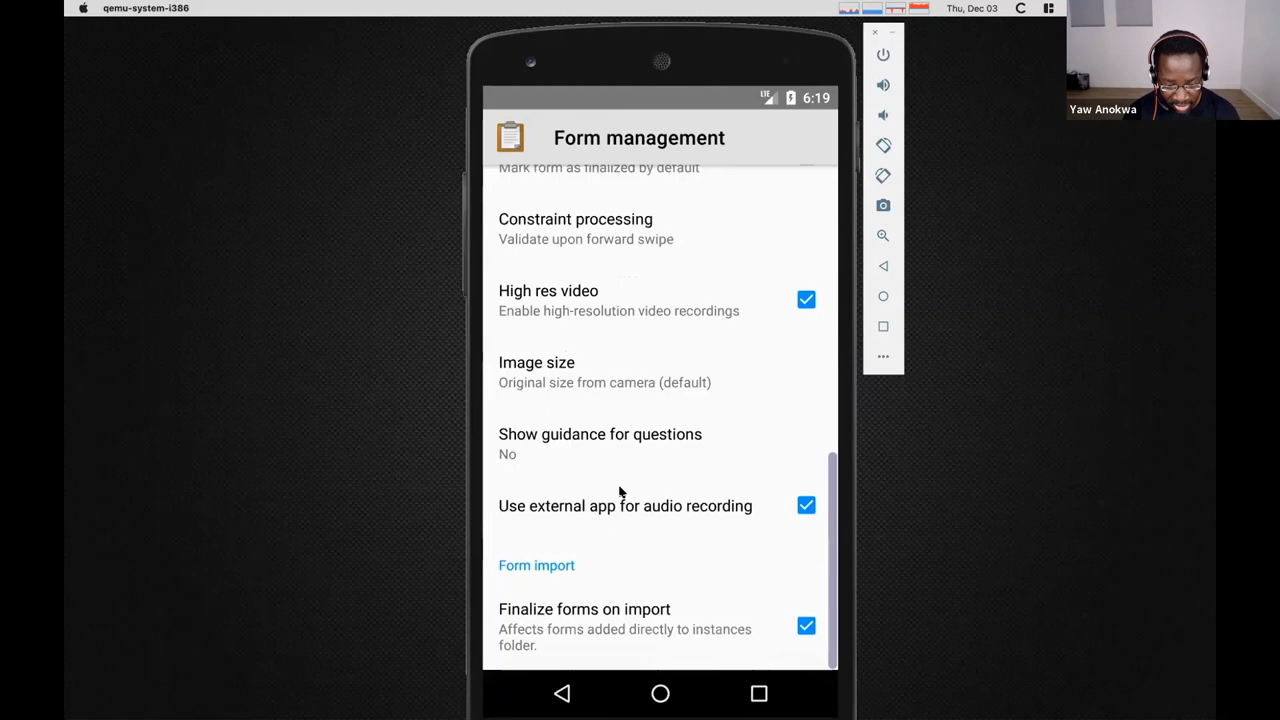 qemu-system-i386
Thu, Dec 03
Yaw Anokwa
LTE
6:19
Form management
Mark form as finalized by default
Constraint processing
Validate upon forward swipe
High res video
Enable high-resolution video recordings
Image size
Original size from camera (default)
Show guidance for questions
No
Use external app for audio recording
Form import
Finalize forms on import
Affects forms added directly to instances
folder.